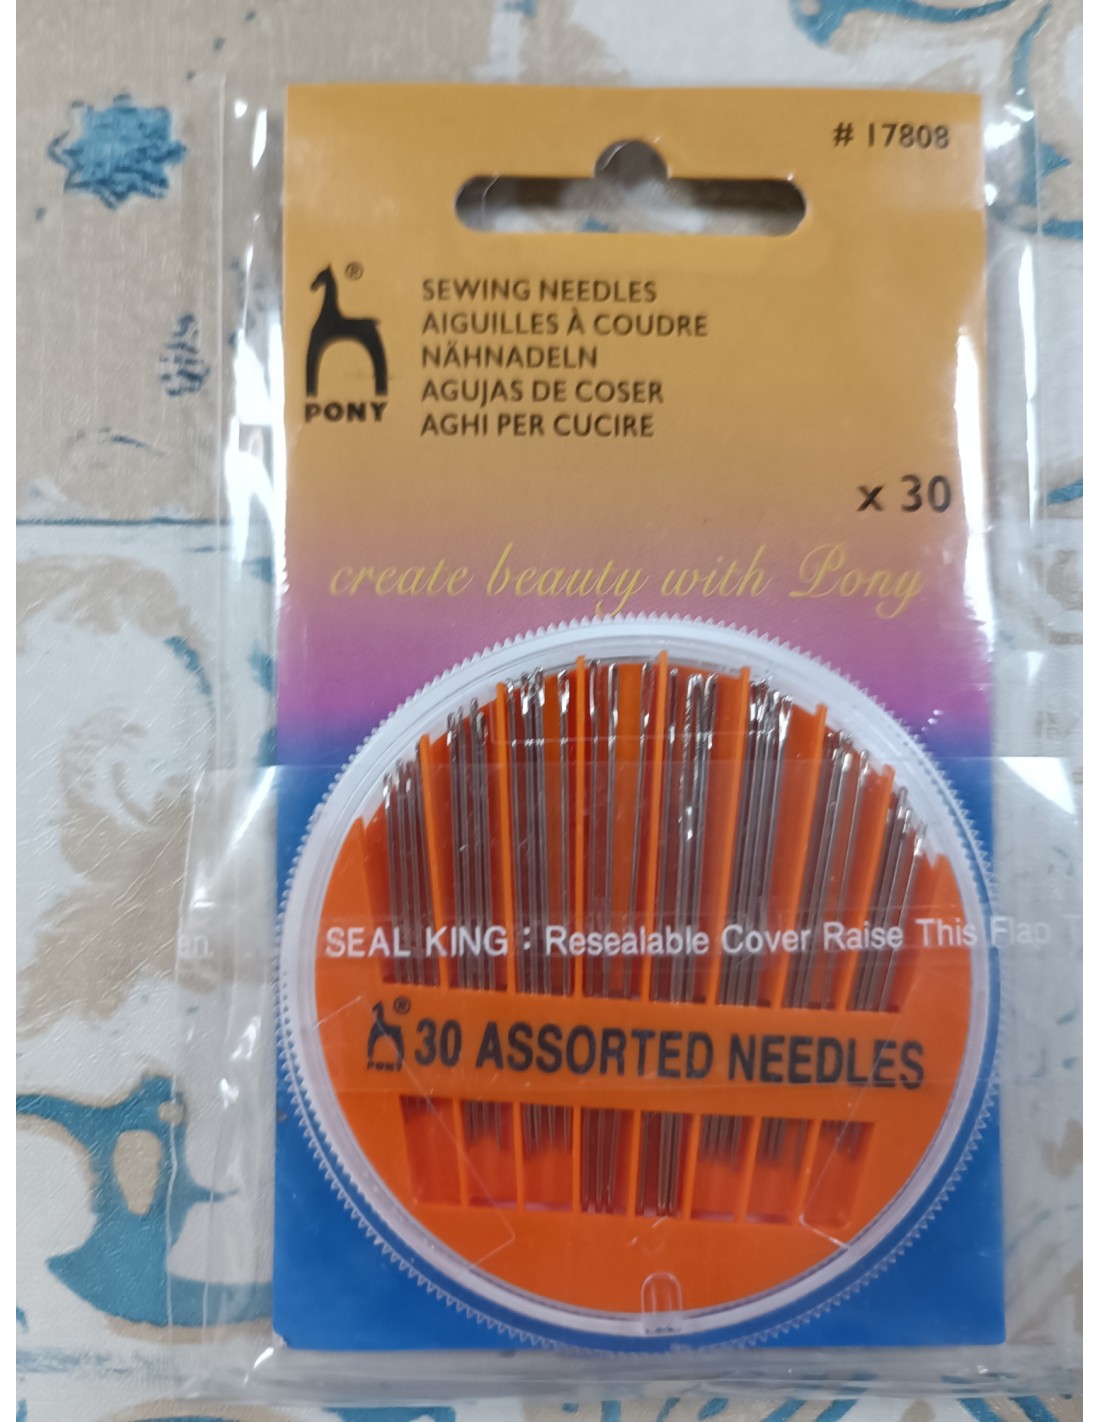 # 17808
®
PONY
SEWING NEEDLES
AIGUILLES À COUDRE
NÄHNADELN
AGUJAS DE COSER
AGHI PER CUCIRE
x 30
create beauty with Pony
en. SEAL KING : Resealable Cover Raise This Flap T
®
PONY
30 ASSORTED NEEDLES